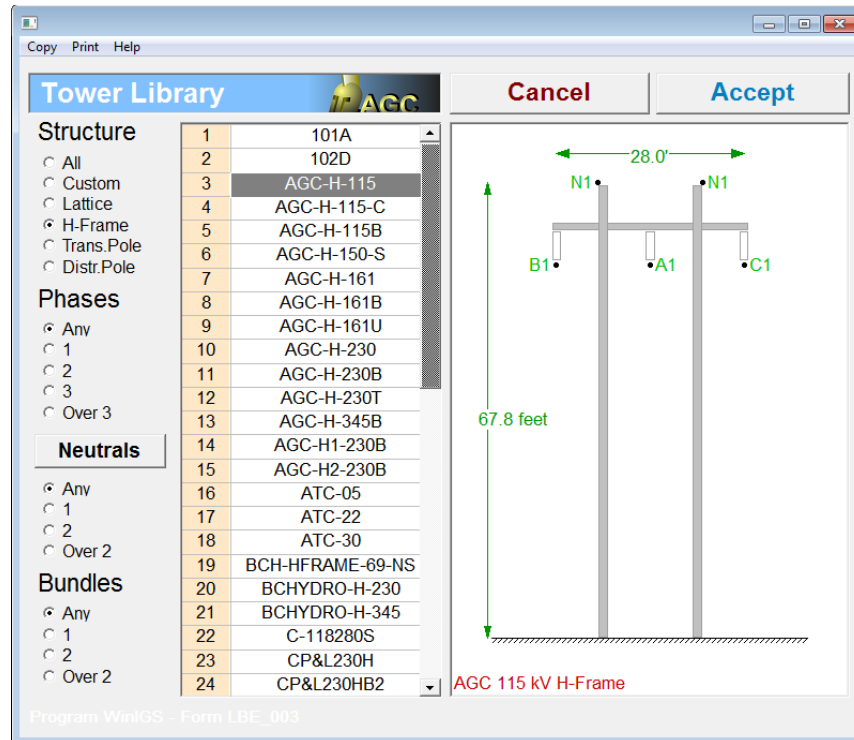 Copy Print Help
Tower Library
AGC
Cancel
Accept
Structure
All
Custom
Lattice
H-Frame
Trans.Pole
Distr.Pole
Phases
Any
1
2
3
Over 3
Neutrals
Any
1
2
Over 2
Bundles
Any
1
2
Over 2
1 101A
2 102D
3 AGC-H-115
4 AGC-H-115-C
5 AGC-H-115B
6 AGC-H-150-S
7 AGC-H-161
8 AGC-H-161B
9 AGC-H-161U
10 AGC-H-230
11 AGC-H-230B
12 AGC-H-230T
13 AGC-H-345B
14 AGC-H1-230B
15 AGC-H2-230B
16 ATC-05
17 ATC-22
18 ATC-30
19 BCH-HFRAME-69-NS
20 BCHYDRO-H-230
21 BCHYDRO-H-345
22 C-118280S
23 CP&L230H
24 CP&L230HB2
28.0'
N1 N1
B1 A1 C1
67.8 feet
AGC 115 kV H-Frame
Program WinIGS - Form LBE_003